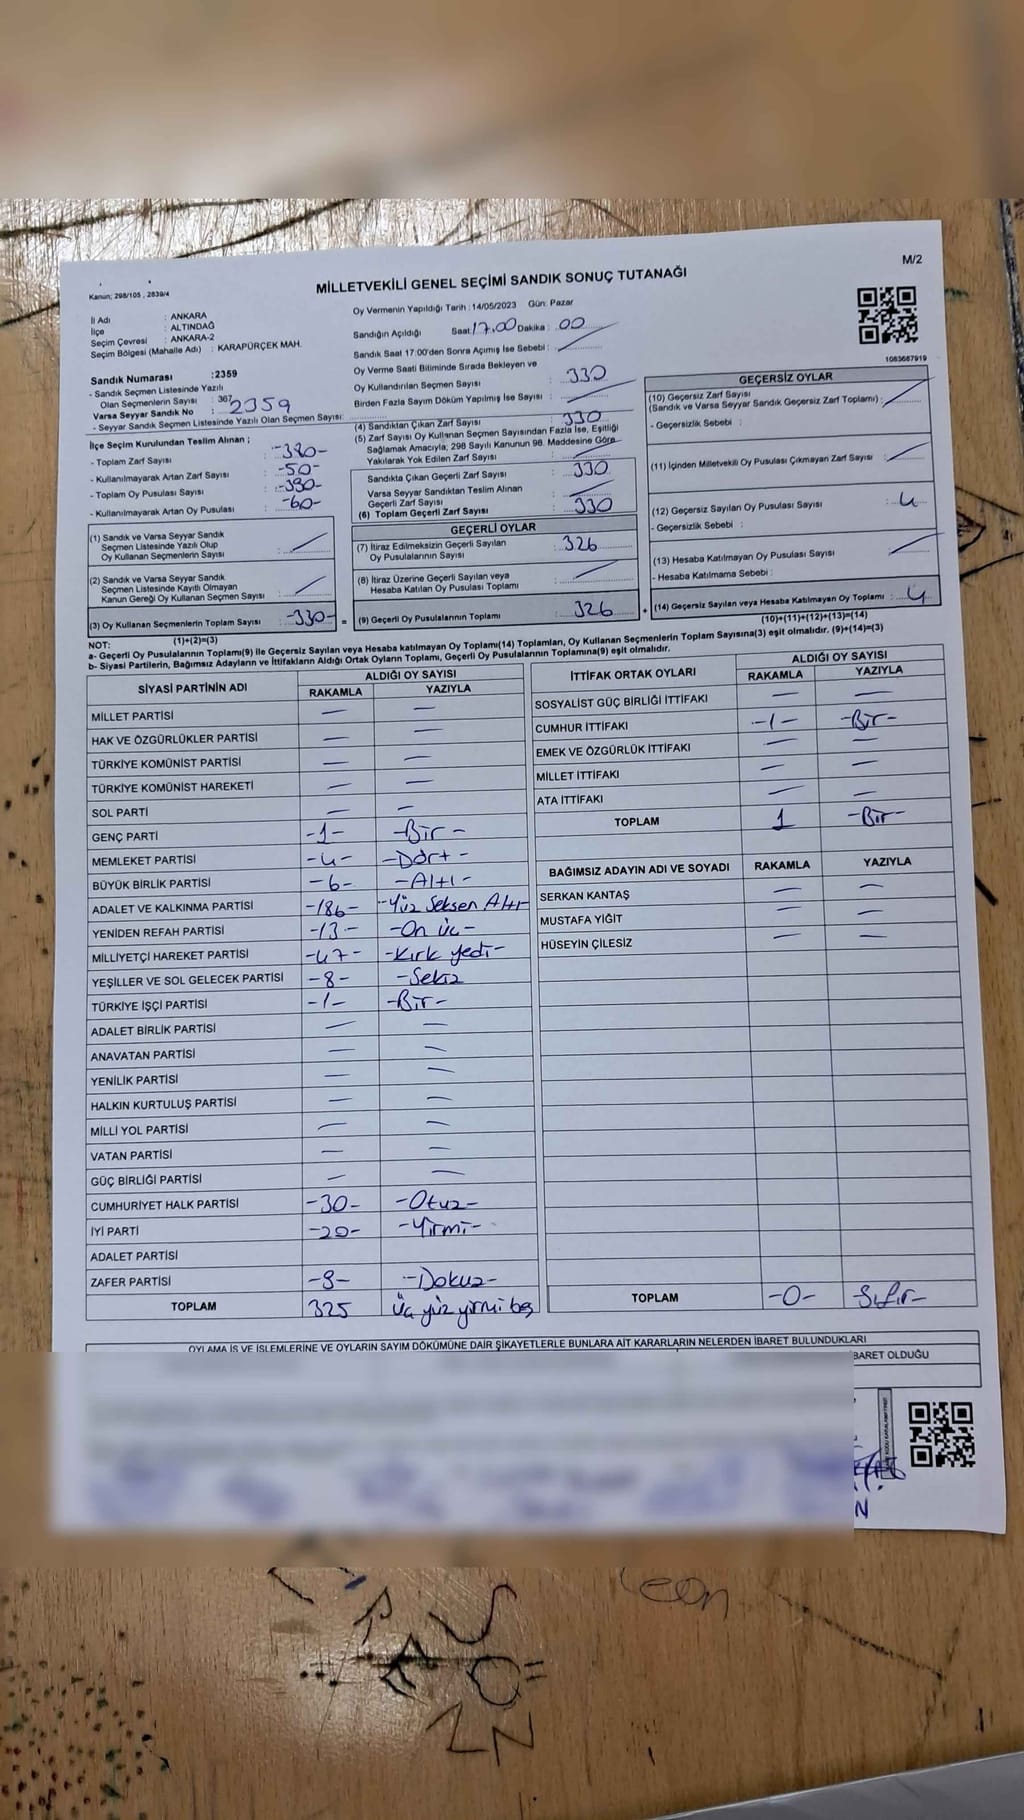 M/2
MİLLETVEKİLİ GENEL SEÇİMİ SANDIK SONUÇ TUTANAĞI
Kanun; 298/105 , 2839/4
İl Adı : ANKARA
İlçe : ALTINDAĞ
Seçim Çevresi : ANKARA-2
Seçim Bölgesi (Mahalle Adı) : KARAPÜRÇEK MAH.
Sandık Numarası :2359
- Sandık Seçmen Listesinde Yazılı
Olan Seçmenlerin Sayısı : 367
Varsa Seyyar Sandık No : 2359
- Seyyar Sandık Seçmen Listesinde Yazılı Olan Seçmen Sayısı:
İlçe Seçim Kurulundan Teslim Alınan ;
- Toplam Zarf Sayısı : -380-
- Kullanılmayarak Artan Zarf Sayısı : -50-
- Toplam Oy Pusulası Sayısı : -390-
- Kullanılmayarak Artan Oy Pusulası : -60-
(1) Sandık ve Varsa Seyyar Sandık
Seçmen Listesinde Yazılı Olup
Oy Kullanan Seçmenlerin Sayısı
(2) Sandık ve Varsa Seyyar Sandık
Seçmen Listesinde Kayıtlı Olmayan
Kanun Gereği Oy Kullanan Seçmen Sayısı :
(3) Oy Kullanan Seçmenlerin Toplam Sayısı : -330- =
(1)+(2)=(3)
Oy Vermenin Yapıldığı Tarih : 14/05/2023 Gün: Pazar
Sandığın Açıldığı Saat: 17.00 Dakika : 00
Sandık Saat 17:00'den Sonra Açımış İse Sebebi :
Oy Verme Saati Bitiminde Sırada Bekleyen ve
Oy Kullandırılan Seçmen Sayısı : 330
Birden Fazla Sayım Döküm Yapılmış İse Sayısı :
(4) Sandıktan Çıkan Zarf Sayısı : 330
(5) Zarf Sayısı Oy Kullanan Seçmen Sayısından Fazla İse, Eşitliği
Sağlamak Amacıyla, 298 Sayılı Kanunun 98. Maddesine Göre
Yakılarak Yok Edilen Zarf Sayısı :
Sandıkta Çıkan Geçerli Zarf Sayısı : 330
Varsa Seyyar Sandıktan Teslim Alınan
Geçerli Zarf Sayısı :
(6) Toplam Geçerli Zarf Sayısı : 330
GEÇERLİ OYLAR
(7) İtiraz Edilmeksizin Geçerli Sayılan
Oy Pusulalarının Sayısı : 326
(8) İtiraz Üzerine Geçerli Sayılan veya
Hesaba Katılan Oy Pusulası Toplamı :
(9) Geçerli Oy Pusulalarının Toplamı : 326 +
1083687919
GEÇERSİZ OYLAR
(10) Geçersiz Zarf Sayısı
(Sandık ve Varsa Seyyar Sandık Geçersiz Zarf Toplamı) :
- Geçersizlik Sebebi :
(11) İçinden Milletvekili Oy Pusulası Çıkmayan Zarf Sayısı :
(12) Geçersiz Sayılan Oy Pusulası Sayısı : 4
- Geçersizlik Sebebi :
(13) Hesaba Katılmayan Oy Pusulası Sayısı :
- Hesaba Katılmama Sebebi :
(14) Geçersiz Sayılan veya Hesaba Katılmayan Oy Toplamı : 4
(10)+(11)+(12)+(13)=(14)
NOT:
a- Geçerli Oy Pusulalarının Toplamı(9) ile Geçersiz Sayılan veya Hesaba katılmayan Oy Toplamı(14) Toplamları, Oy Kullanan Seçmenlerin Toplam Sayısına(3) eşit olmalıdır. (9)+(14)=(3)
b- Siyasi Partilerin, Bağımsız Adayların ve İttifakların Aldığı Ortak Oyların Toplamı, Geçerli Oy Pusulalarının Toplamına(9) eşit olmalıdır.
SİYASİ PARTİNİN ADI ALDIĞI OY SAYISI
RAKAMLA YAZIYLA
MİLLET PARTİSİ — —
HAK VE ÖZGÜRLÜKLER PARTİSİ — —
TÜRKİYE KOMÜNİST PARTİSİ — —
TÜRKİYE KOMÜNİST HAREKETİ — —
SOL PARTİ — —
GENÇ PARTİ -1- -Bir-
MEMLEKET PARTİSİ -4- -Dört-
BÜYÜK BİRLİK PARTİSİ -6- -Altı-
ADALET VE KALKINMA PARTİSİ -186- -Yüz Seksen Altı-
YENİDEN REFAH PARTİSİ -13- -On Üç-
MİLLİYETÇİ HAREKET PARTİSİ -47- -Kırk yedi-
YEŞİLLER VE SOL GELECEK PARTİSİ -8- -Sekiz
TÜRKİYE İŞÇİ PARTİSİ -1- -Bir-
ADALET BİRLİK PARTİSİ — —
ANAVATAN PARTİSİ — —
YENİLİK PARTİSİ — —
HALKIN KURTULUŞ PARTİSİ — —
MİLLİ YOL PARTİSİ — —
VATAN PARTİSİ — —
GÜÇ BİRLİĞİ PARTİSİ — —
CUMHURİYET HALK PARTİSİ -30- -Otuz-
İYİ PARTİ -20- -Yirmi-
ADALET PARTİSİ
ZAFER PARTİSİ -9- -Dokuz-
TOPLAM 325 Üç yüz yirmi beş
İTTİFAK ORTAK OYLARI ALDIĞI OY SAYISI
RAKAMLA YAZIYLA
SOSYALİST GÜÇ BİRLİĞİ İTTİFAKI — —
CUMHUR İTTİFAKI -1- -Bir-
EMEK VE ÖZGÜRLÜK İTTİFAKI — —
MİLLET İTTİFAKI — —
ATA İTTİFAKI — —
TOPLAM 1 -Bir-
BAĞIMSIZ ADAYIN ADI VE SOYADI RAKAMLA YAZIYLA
SERKAN KANTAŞ — —
MUSTAFA YİĞİT — —
HÜSEYİN ÇİLESİZ — —
TOPLAM -0- -Sıfır-
OYLAMA İŞ VE İŞLEMLERİNE VE OYLARIN SAYIM DÖKÜMÜNE DAİR ŞİKAYETLERLE BUNLARA AİT KARARLARIN NELERDEN İBARET BULUNDUKLARI
BARET OLDUĞU
N